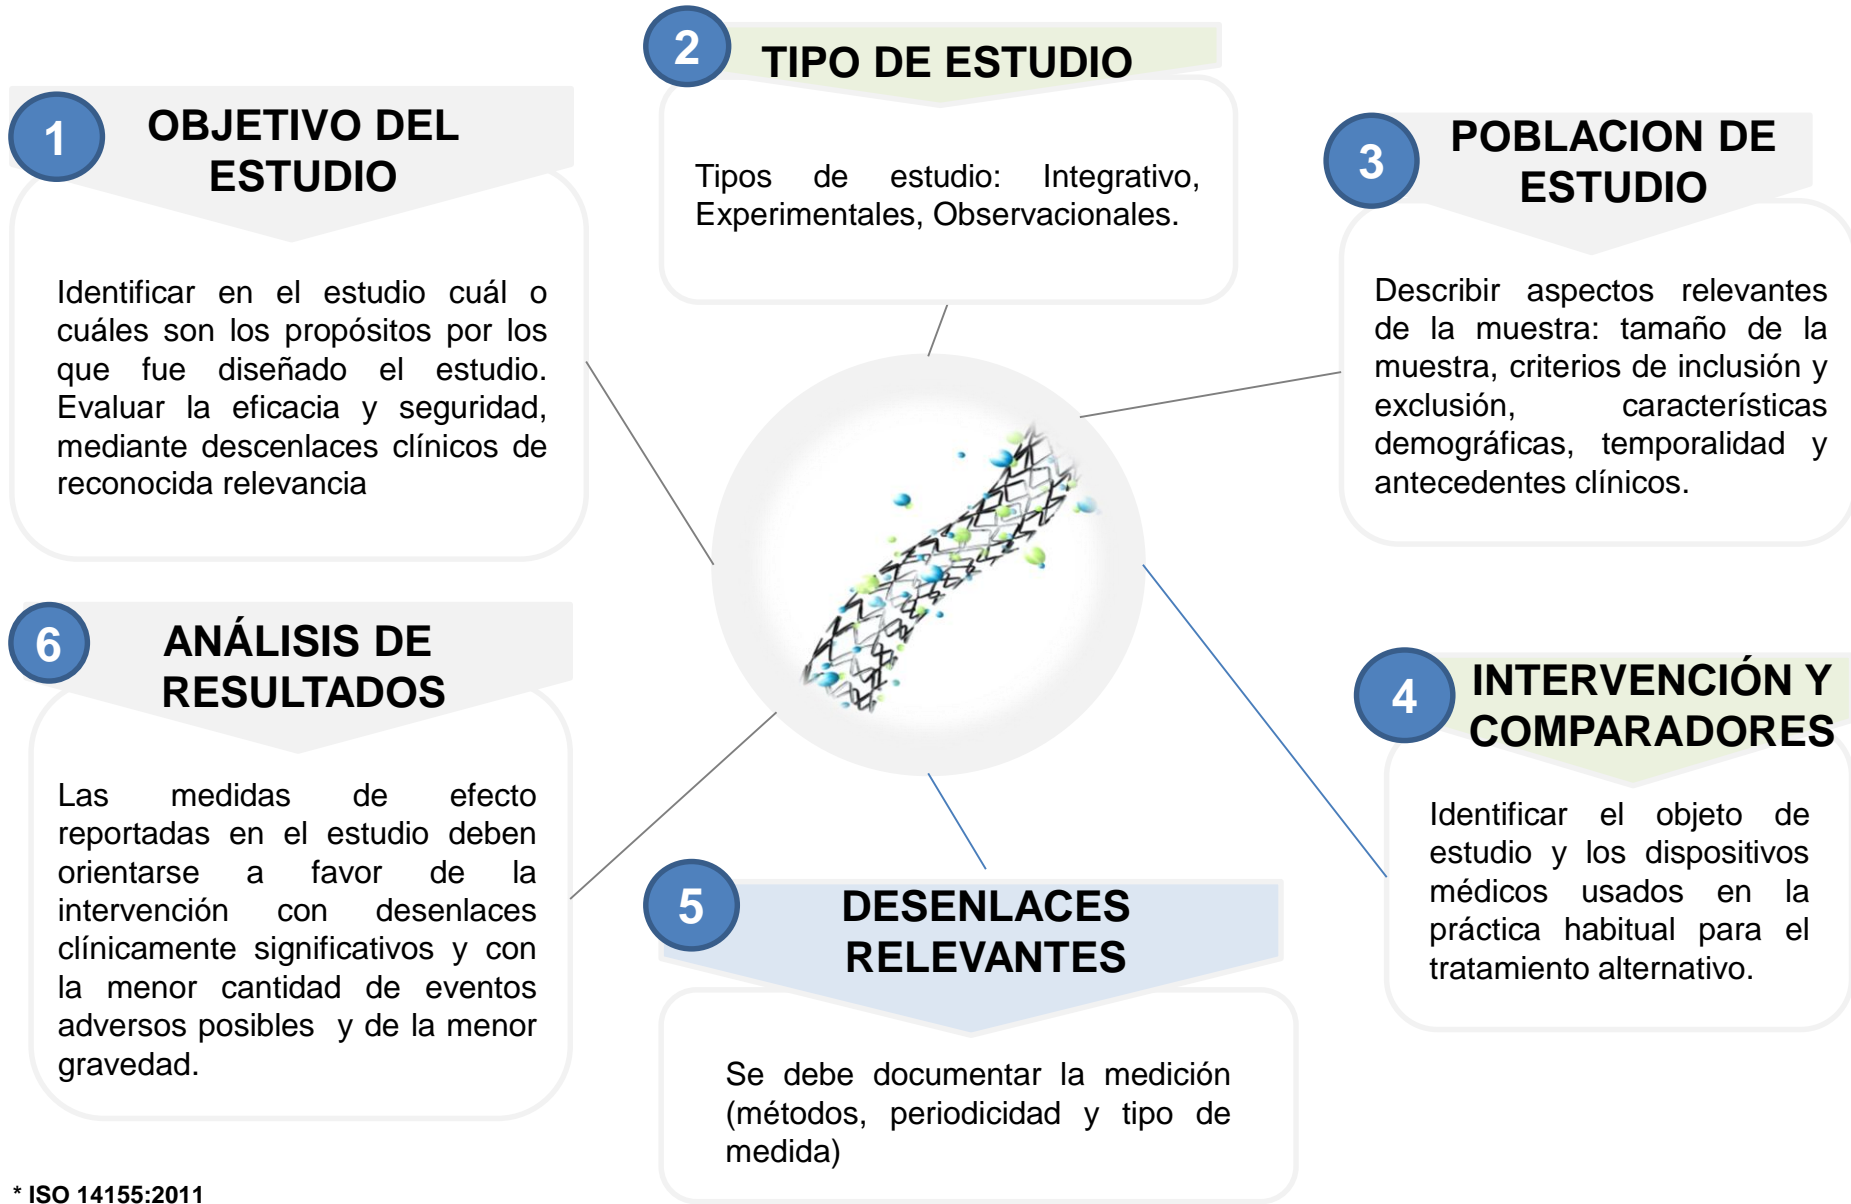 1
OBJETIVO DEL
ESTUDIO
Identificar en el estudio cuál o
cuáles son los propósitos por los
que fue diseñado el estudio.
Evaluar la eficacia y seguridad,
mediante descenlaces clínicos de
reconocida relevancia
2
TIPO DE ESTUDIO
Tipos de estudio: Integrativo,
Experimentales, Observacionales.
3
POBLACION DE
ESTUDIO
Describir aspectos relevantes
de la muestra: tamaño de la
muestra, criterios de inclusión y
exclusión, características
demográficas, temporalidad y
antecedentes clínicos.
4
INTERVENCIÓN Y
COMPARADORES
Identificar el objeto de
estudio y los dispositivos
médicos usados en la
práctica habitual para el
tratamiento alternativo.
5
DESENLACES
RELEVANTES
Se debe documentar la medición
(métodos, periodicidad y tipo de
medida)
6
ANÁLISIS DE
RESULTADOS
Las medidas de efecto
reportadas en el estudio deben
orientarse a favor de la
intervención con desenlaces
clínicamente significativos y con
la menor cantidad de eventos
adversos posibles y de la menor
gravedad.
* ISO 14155:2011